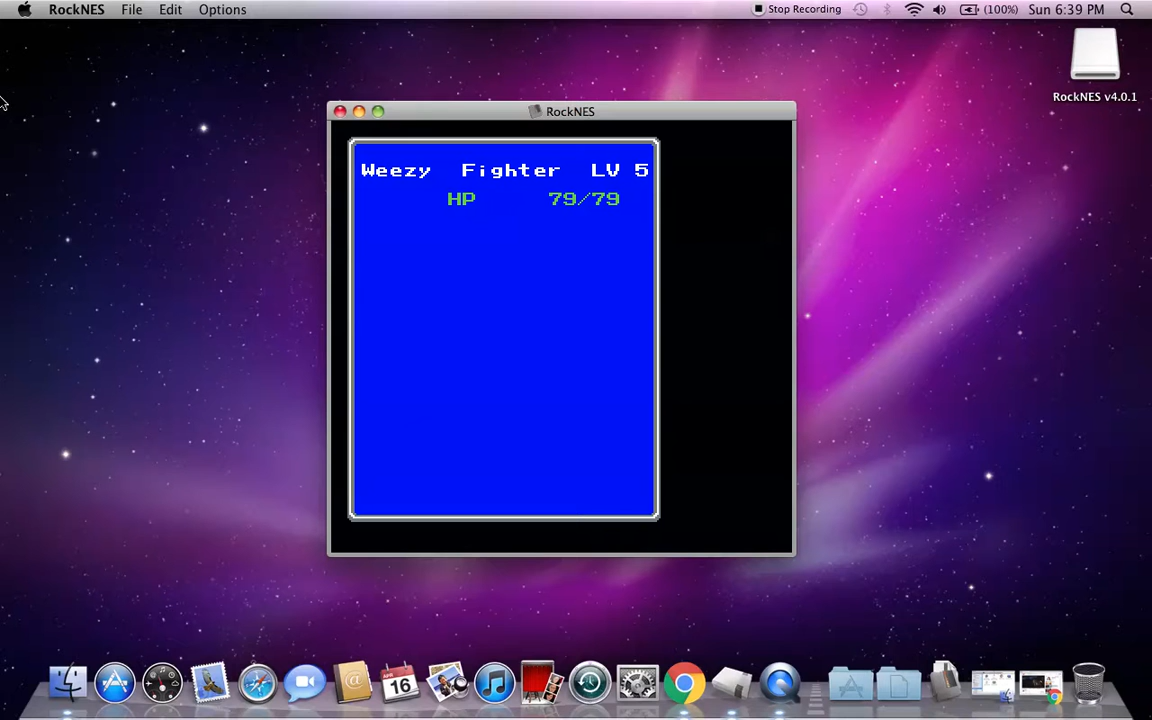 RockNES File Edit Options Stop Recording (100%) Sun 6:39 PM
RockNES v4.0.1
RockNES
Weezy Fighter LV 5
HP 79/79
16